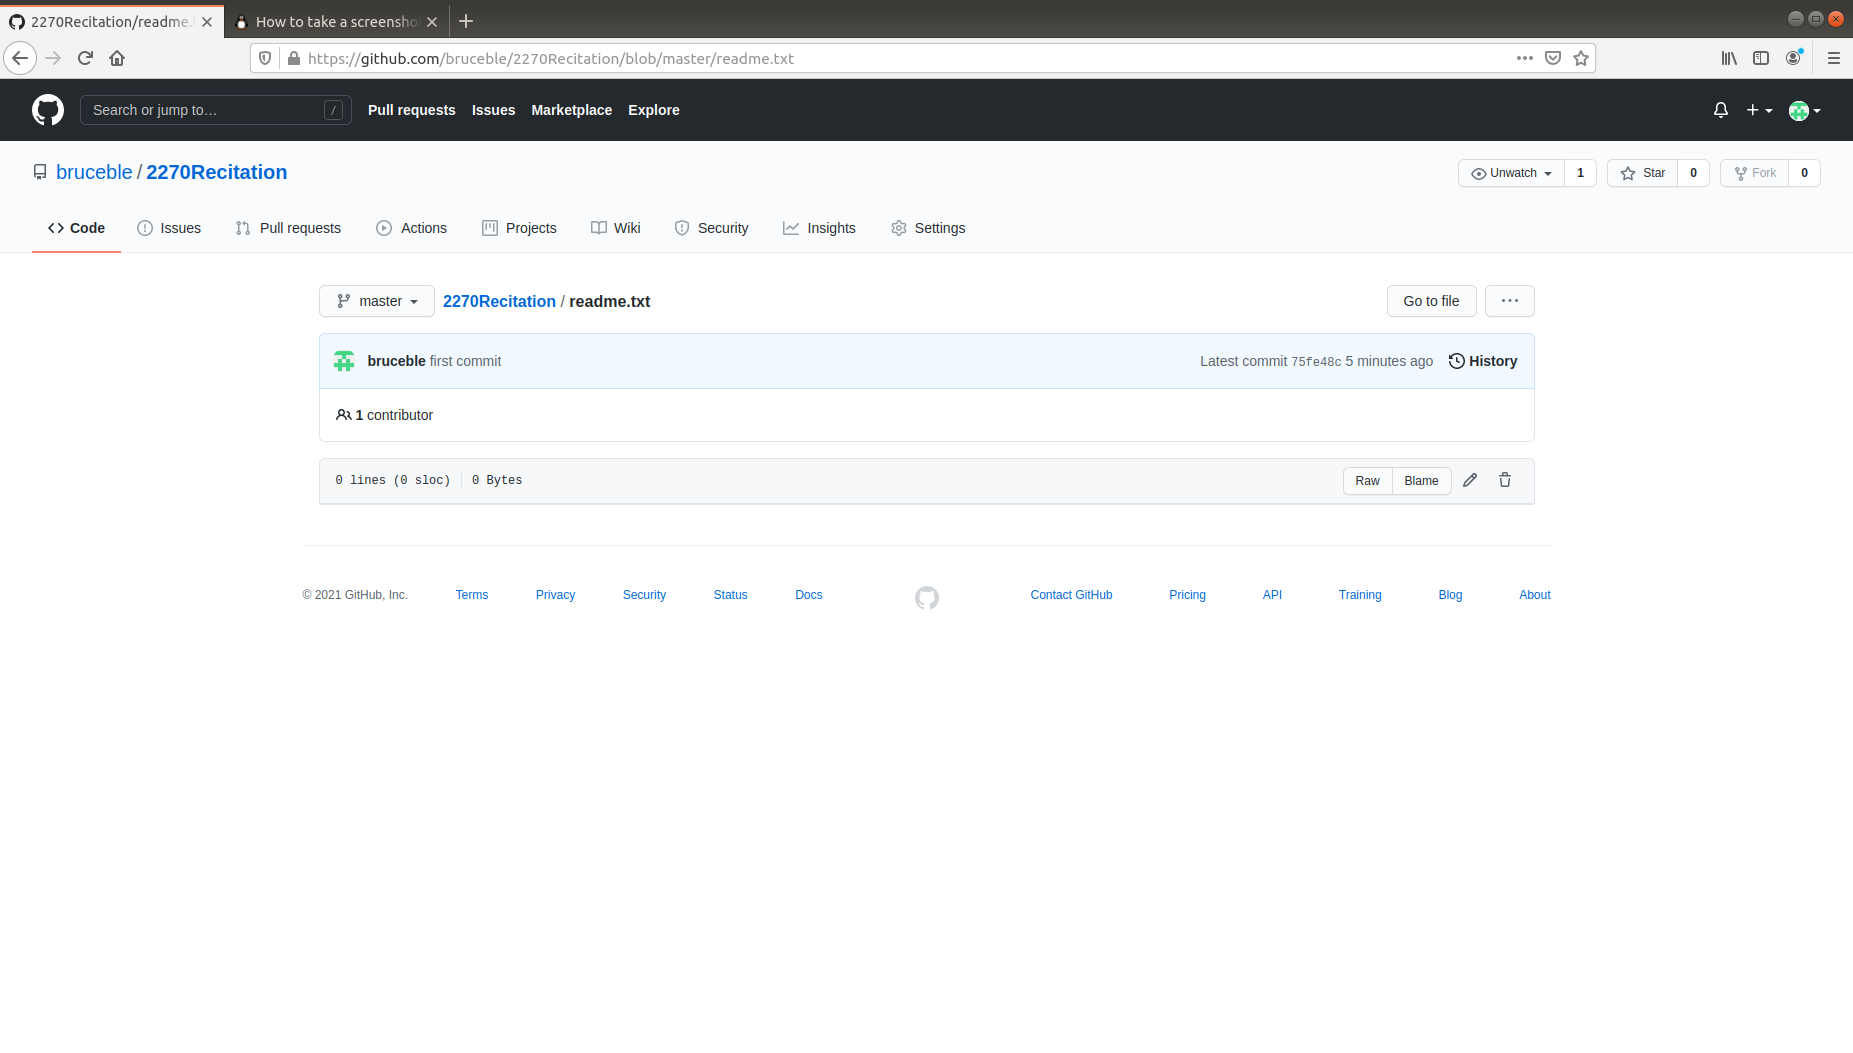 2270Recitation/readme. How to take a screensho
https://github.com/bruceble/2270Recitation/blob/master/readme.txt
Search or jump to… / Pull requests Issues Marketplace Explore
bruceble / 2270Recitation Unwatch 1 Star 0 Fork 0
Code Issues Pull requests Actions Projects Wiki Security Insights Settings
master 2270Recitation / readme.txt Go to file
bruceble first commit Latest commit 75fe48c 5 minutes ago History
1 contributor
0 lines (0 sloc) 0 Bytes Raw Blame
© 2021 GitHub, Inc. Terms Privacy Security Status Docs Contact GitHub Pricing API Training Blog About